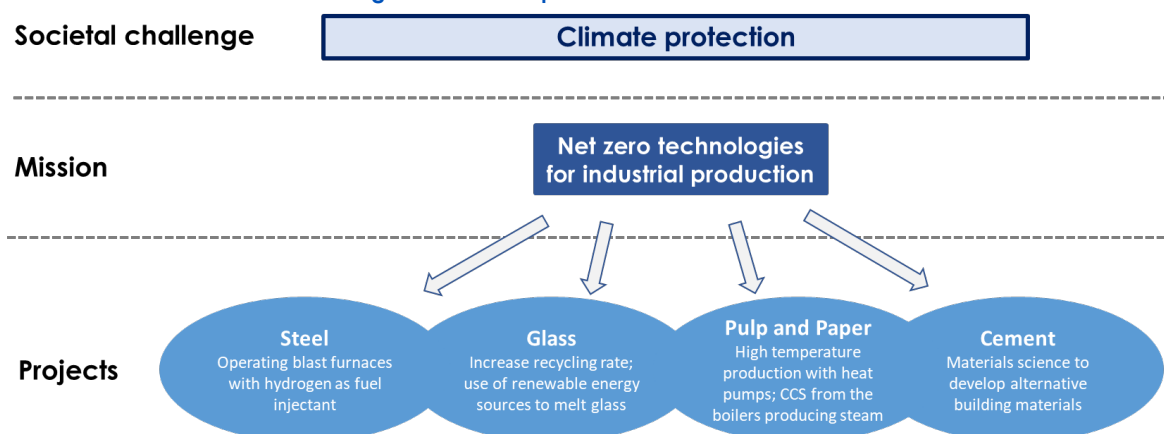 Societal challenge
Climate protection
Mission
Net zero technologies
for industrial production
Projects
Steel
Operating blast furnaces
with hydrogen as fuel
injectant
Glass
Increase recycling rate;
use of renewable energy
sources to melt glass
Pulp and Paper
High temperature
production with heat
pumps; CCS from the
boilers producing steam
Cement
Materials science to
develop alternative
building materials